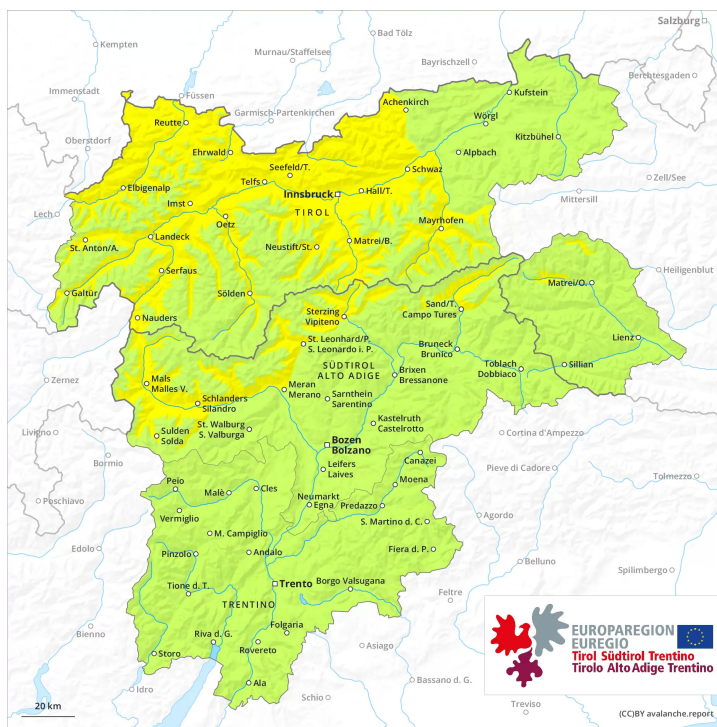 Salzburg
Kempten
Bad Tölz
Murnau/Staffelsee
Bayrischzell
Berchtesgaden
Immenstadt
Füssen
Garmisch-Partenkirchen
Achenkirch
Kufstein
Reutte
Wörgl
Oberstdorf
Ehrwald
Kitzbühel
Alpbach
Seefeld/T.
Schwaz
Telfs
Zell/See
Elbigenalp
Innsbruck
Hall/T.
Mittersill
Imst
TIROL
Lech
Oetz
Mayrhofen
Landeck
St. Anton/A.
Neustift/St.
Matrei/B.
Serfaus
Heiligenblut
Galtür
Sölden
Matrei/O.
Sand/T.
Campo Tures
Nauders
Sterzing
Vipiteno
Lienz
St. Leonhard/P.
S. Leonardo i. P.
Bruneck
Brunico
Toblach
Dobbiaco
Sillian
SÜDTIROL
ALTO ADIGE
Brixen
Bressanone
Zernez
Mals
Malles V.
Meran
Merano
Sarnthein
Sarentino
Schlanders
Silandro
Kastelruth
Castelrotto
St. Walburg
S. Valburga
Livigno
Sulden
Solda
Cortina d'Ampezzo
Bozen
Bolzano
Bormio
Leifers
Laives
Canazei
Pieve di Cadore
Tolmezzo
Poschiavo
Peio
Malè
Cles
Moena
Neumarkt
Egna
Predazzo
Vermiglio
Agordo
S. Martino d. C.
M. Campiglio
Edolo
Pinzolo
Andalo
Fiera d. P.
Belluno
Spilimbergo
Tione d. T.
Trento
Borgo Valsugana
Feltre
TRENTINO
Folgaria
Bienno
Riva d. G.
Rovereto
Asiago
Storo
Bassano d. G.
Ala
Idro
Schio
Treviso
EUROPAREGION
EUREGIO
Tirol Südtirol Trentino
Tirolo Alto Adige Trentino
20 km
(CC)BY avalanche.report